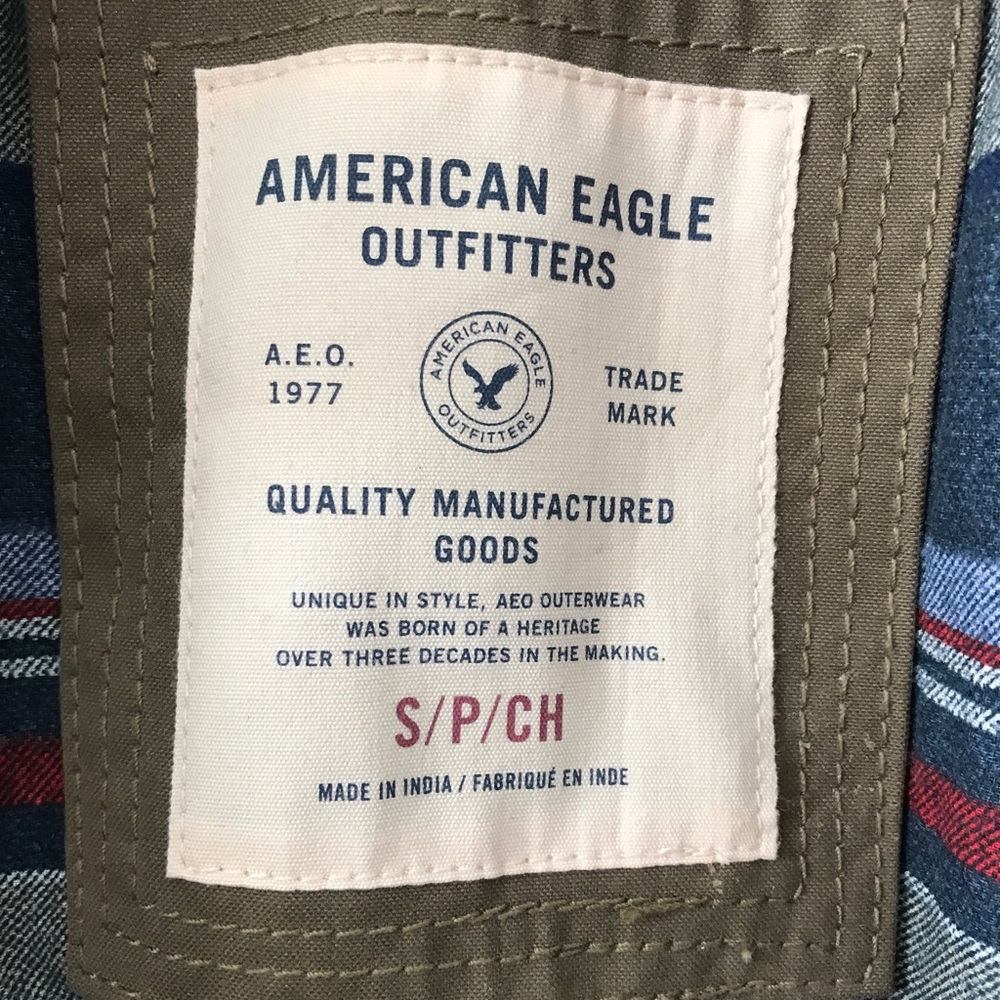 AMERICAN EAGLE
OUTFITTERS
A.E.O.
1977
AMERICAN EAGLE
OUTFITTERS
TRADE
MARK
QUALITY MANUFACTURED
GOODS
UNIQUE IN STYLE, AEO OUTERWEAR
WAS BORN OF A HERITAGE
OVER THREE DECADES IN THE MAKING.
S/P/CH
MADE IN INDIA / FABRIQUÉ EN INDE